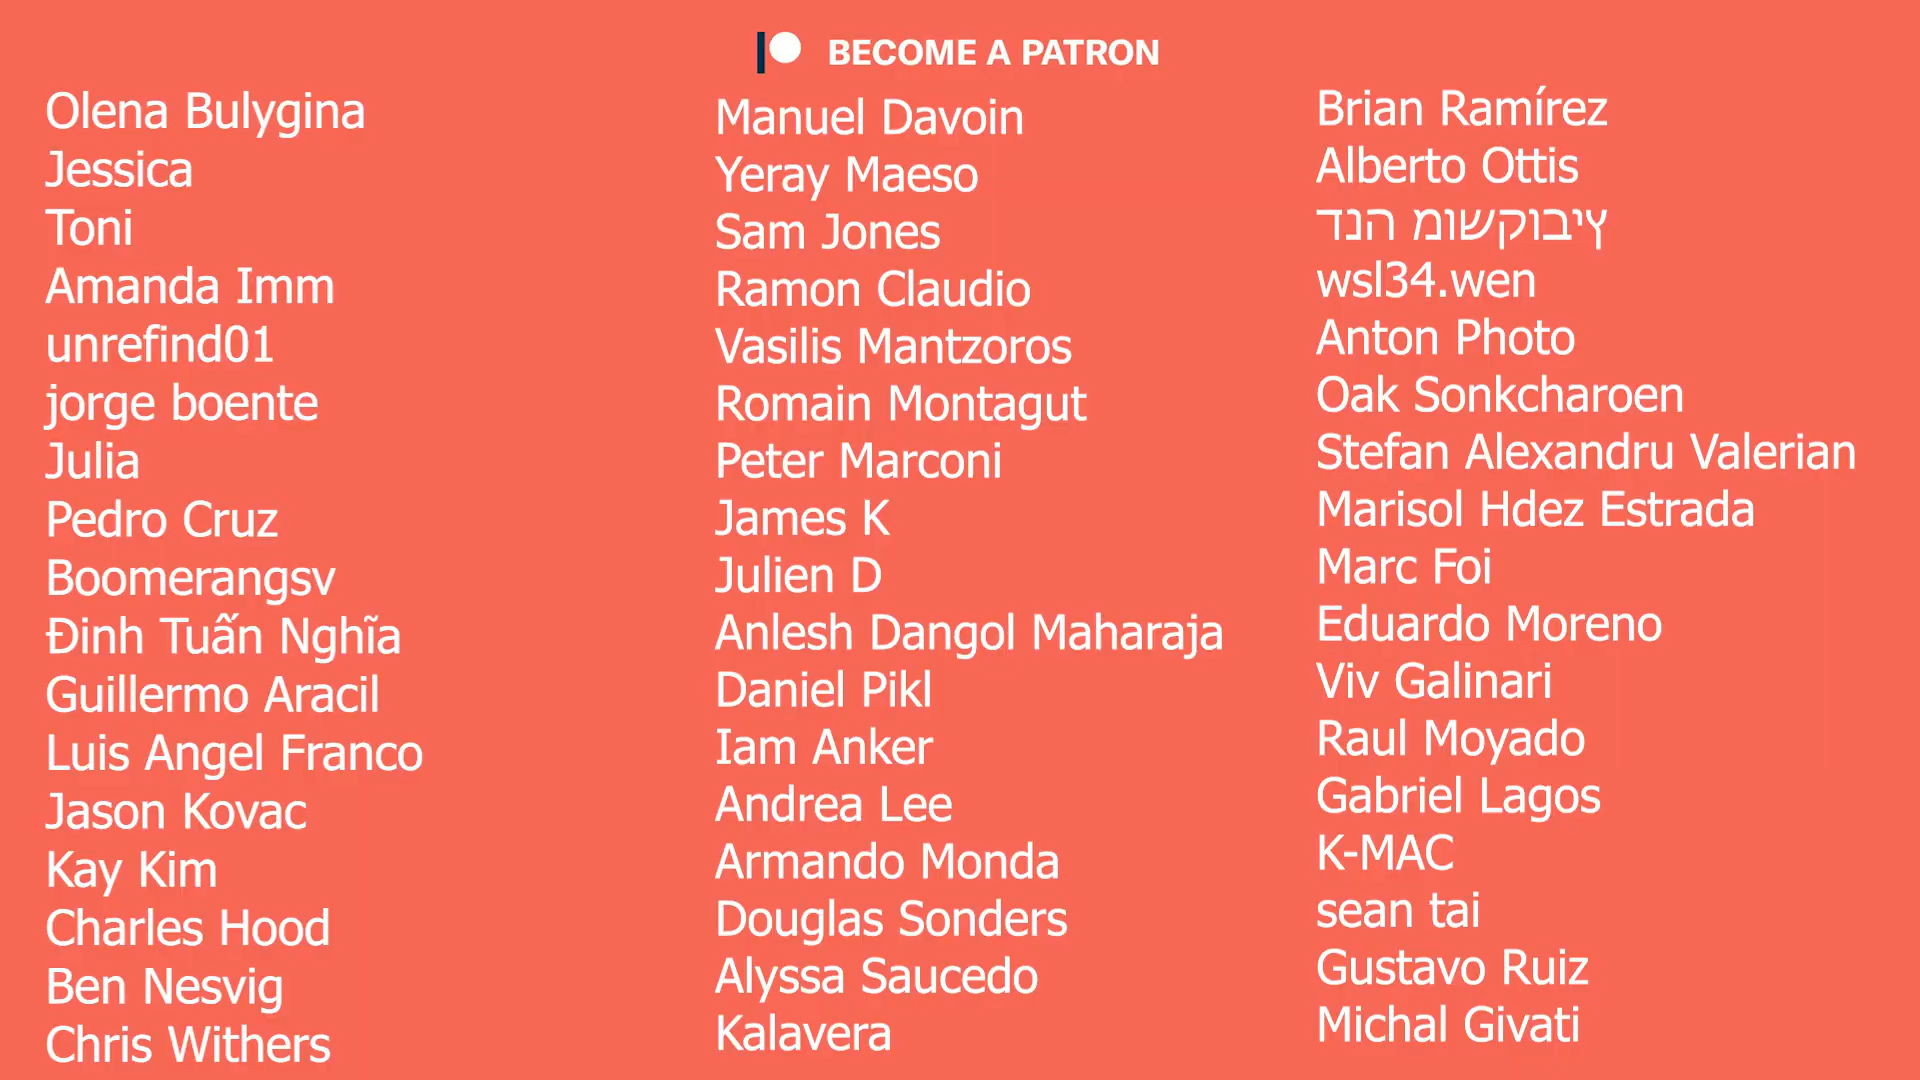 BECOME A PATRON
Olena Bulygina
Jessica
Toni
Amanda Imm
unrefind01
jorge boente
Julia
Pedro Cruz
Boomerangsv
Đinh Tuấn Nghĩa
Guillermo Aracil
Luis Angel Franco
Jason Kovac
Kay Kim
Charles Hood
Ben Nesvig
Chris Withers
Manuel Davoin
Yeray Maeso
Sam Jones
Ramon Claudio
Vasilis Mantzoros
Romain Montagut
Peter Marconi
James K
Julien D
Anlesh Dangol Maharaja
Daniel Pikl
Iam Anker
Andrea Lee
Armando Monda
Douglas Sonders
Alyssa Saucedo
Kalavera
Brian Ramírez
Alberto Ottis
דנה מושקוביץ
wsl34.wen
Anton Photo
Oak Sonkcharoen
Stefan Alexandru Valerian
Marisol Hdez Estrada
Marc Foi
Eduardo Moreno
Viv Galinari
Raul Moyado
Gabriel Lagos
K-MAC
sean tai
Gustavo Ruiz
Michal Givati